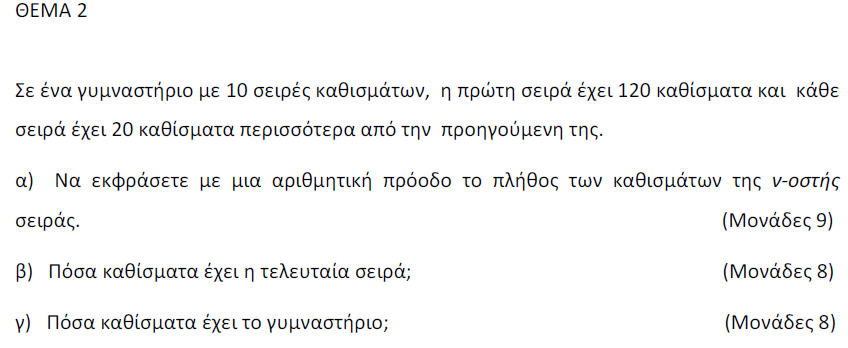 ΘΕΜΑ 2
Σε ένα γυμναστήριο με 10 σειρές καθισμάτων, η πρώτη σειρά έχει 120 καθίσματα και κάθε
σειρά έχει 20 καθίσματα περισσότερα από την προηγούμενη της.
α) Να εκφράσετε με μια αριθμητική πρόοδο το πλήθος των καθισμάτων της ν-οστής
σειράς. (Μονάδες 9)
β) Πόσα καθίσματα έχει η τελευταία σειρά; (Μονάδες 8)
γ) Πόσα καθίσματα έχει το γυμναστήριο; (Μονάδες 8)